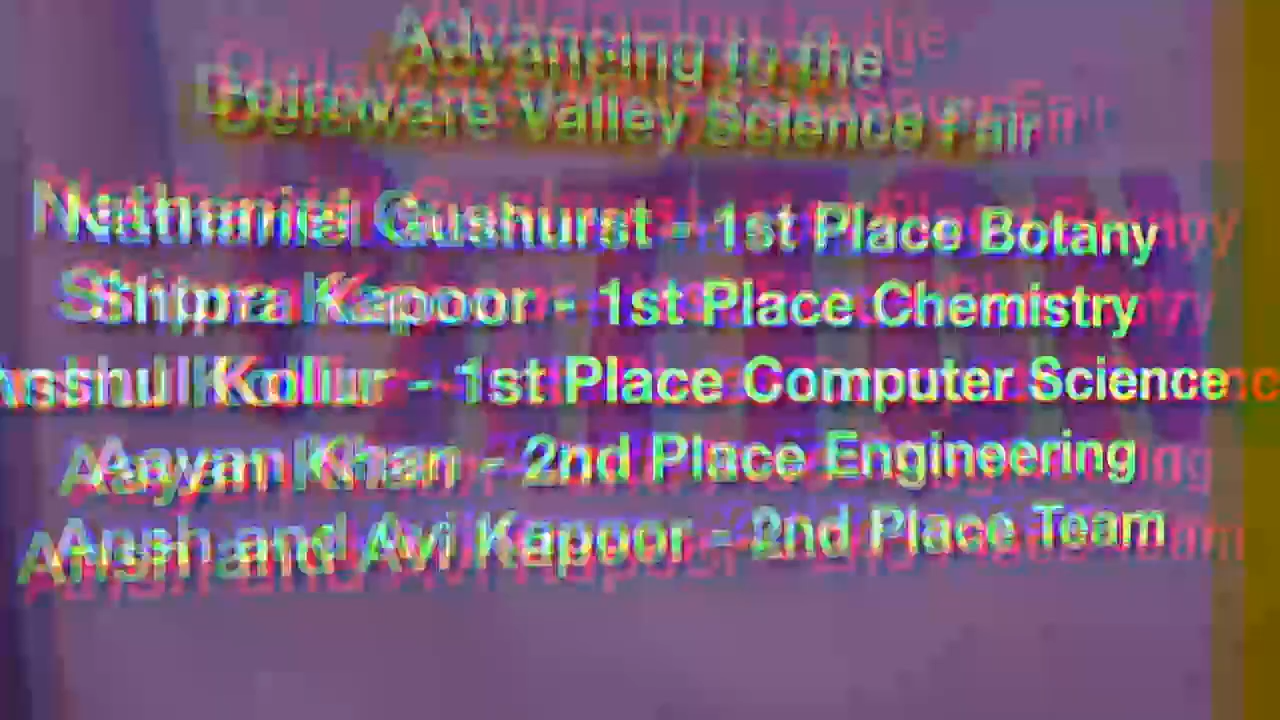 Advancing to the
Delaware Valley Science Fair
Nathaniel Gushurst - 1st Place Botany
Shipra Kapoor - 1st Place Chemistry
Anshul Kollur - 1st Place Computer Science
Aayan Khan - 2nd Place Engineering
Ansh and Avi Kapoor - 2nd Place Team